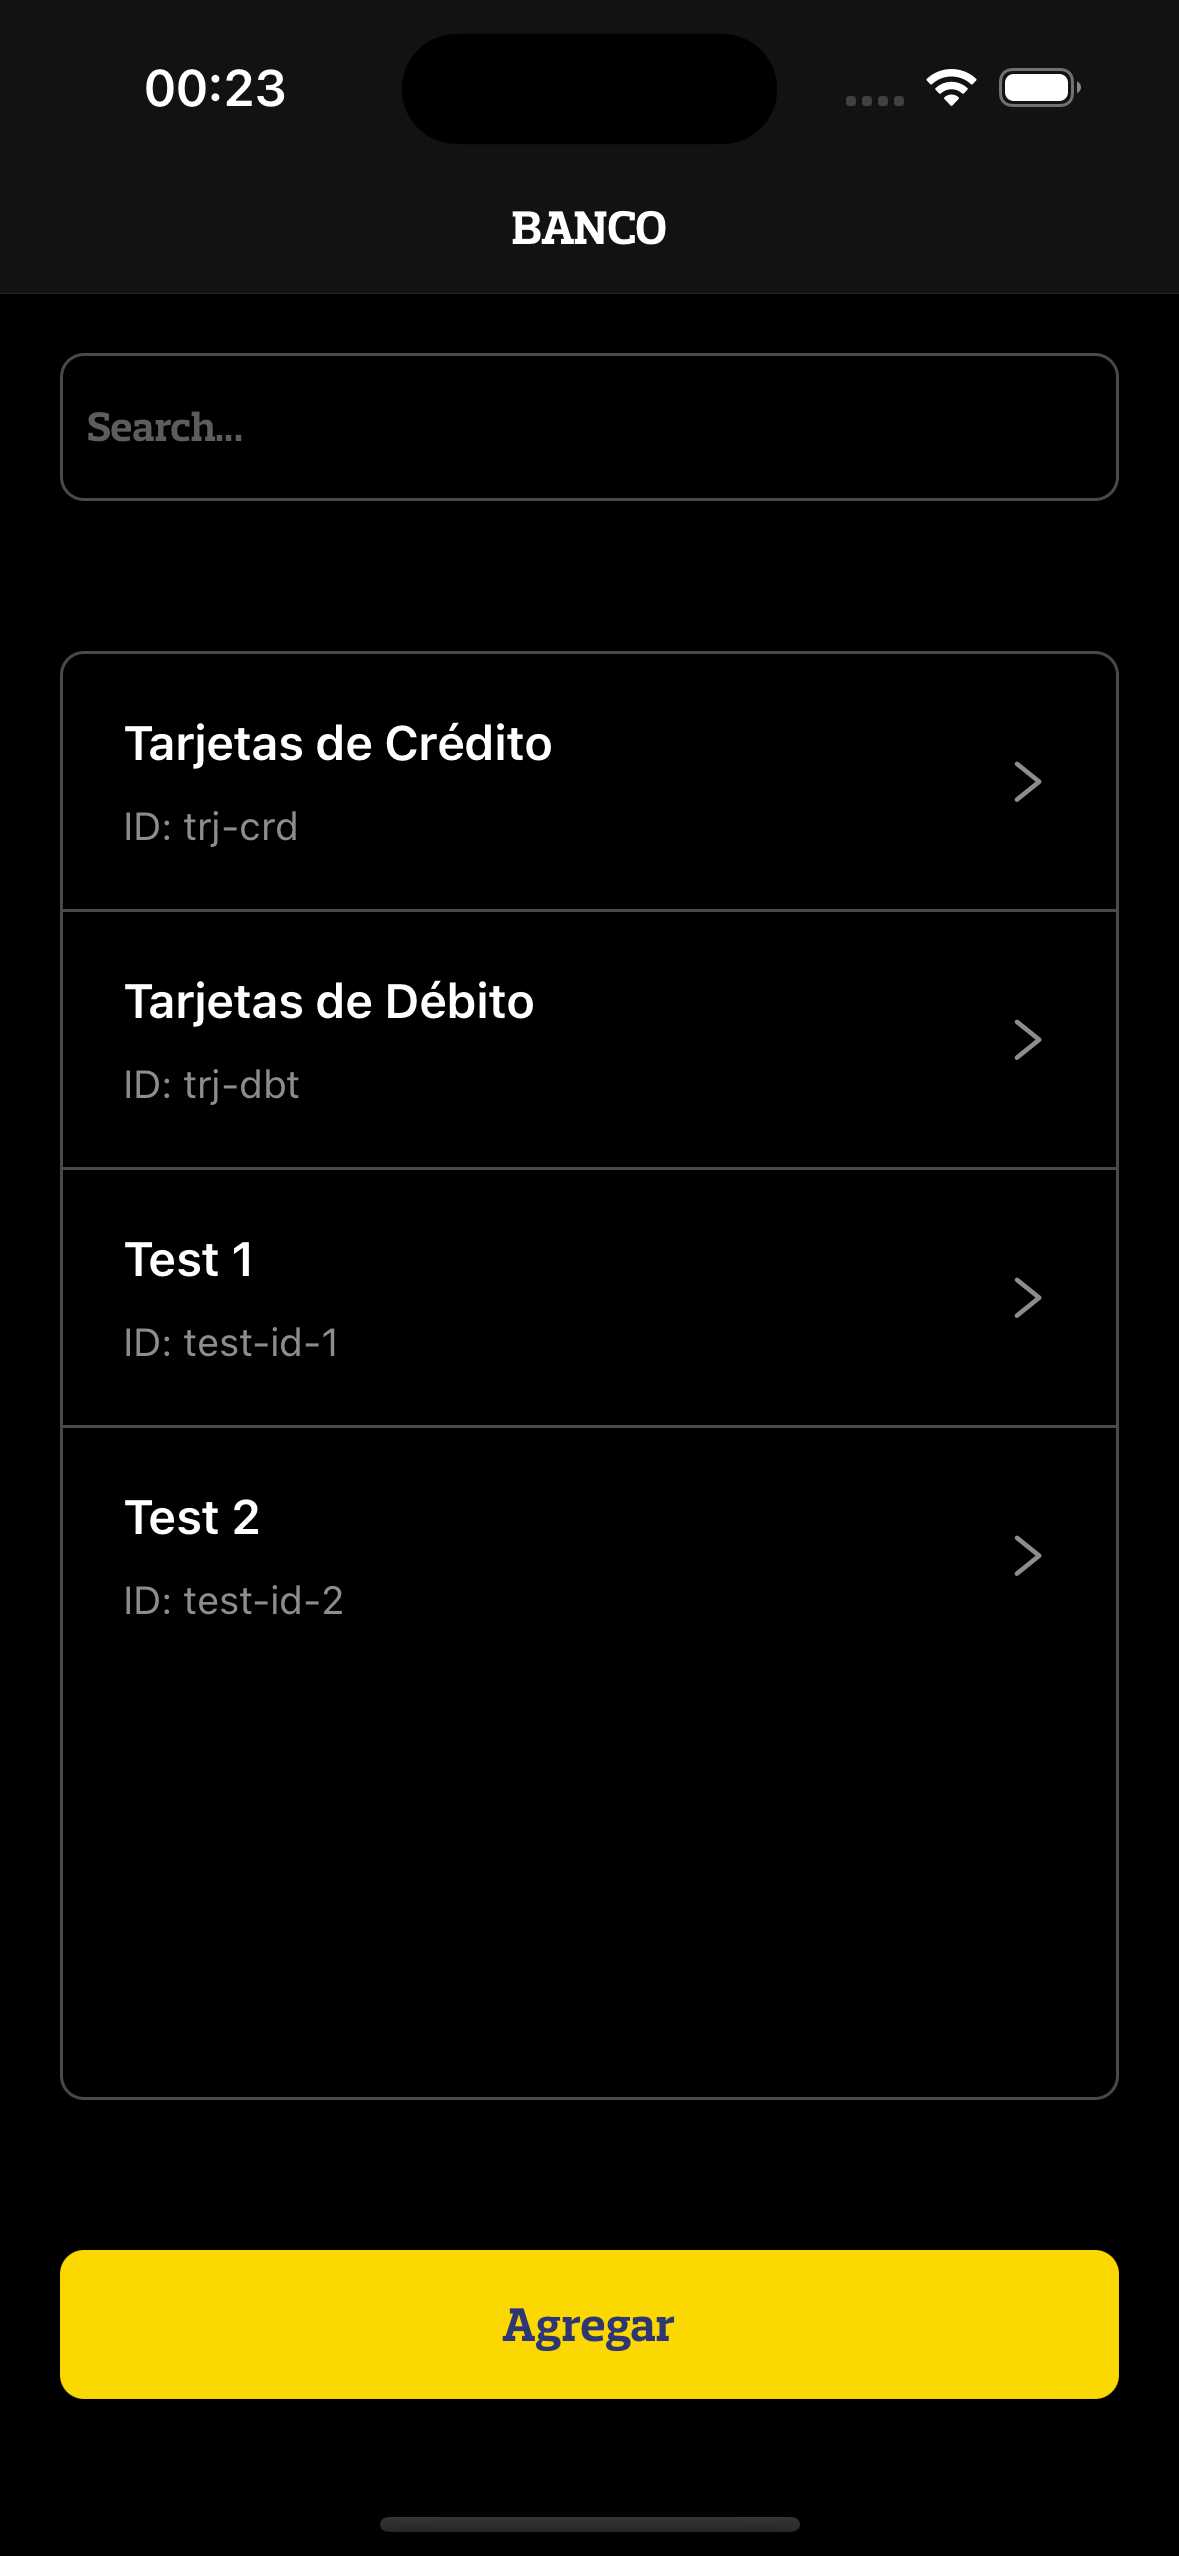 00:23
BANCO
Search...
Tarjetas de Crédito
ID: trj-crd
Tarjetas de Débito
ID: trj-dbt
Test 1
ID: test-id-1
Test 2
ID: test-id-2
Agregar